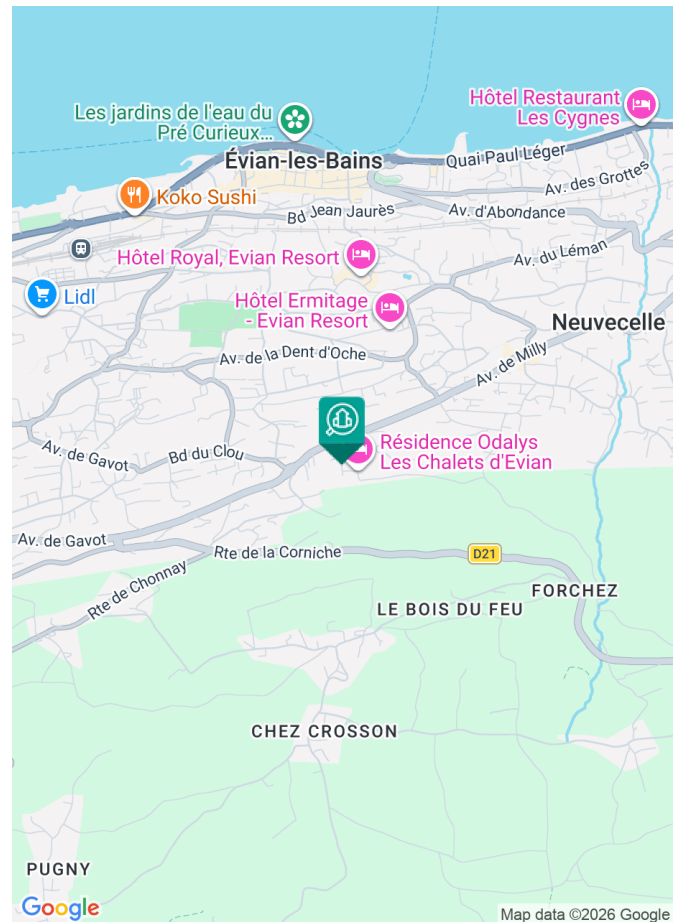 Hôtel Restaurant
Les Cygnes
Les jardins de l'eau du
Pré Curieux...
Évian-les-Bains
Quai Paul Léger
Av. des Grottes
Koko Sushi
Bd Jean Jaurès
Av. d'Abondance
Hôtel Royal, Evian Resort
Av. du Léman
Lidl
Hôtel Ermitage
- Evian Resort
Neuvecelle
Av. de la Dent d'Oche
Av. de Milly
Résidence Odalys
Les Chalets d'Evian
Av. de Gavot
Bd du Clou
Av. de Gavot
Rte de la Corniche
D21
Rte de Chonnay
FORCHEZ
LE BOIS DU FEU
CHEZ CROSSON
PUGNY
Google
Map data ©2026 Google